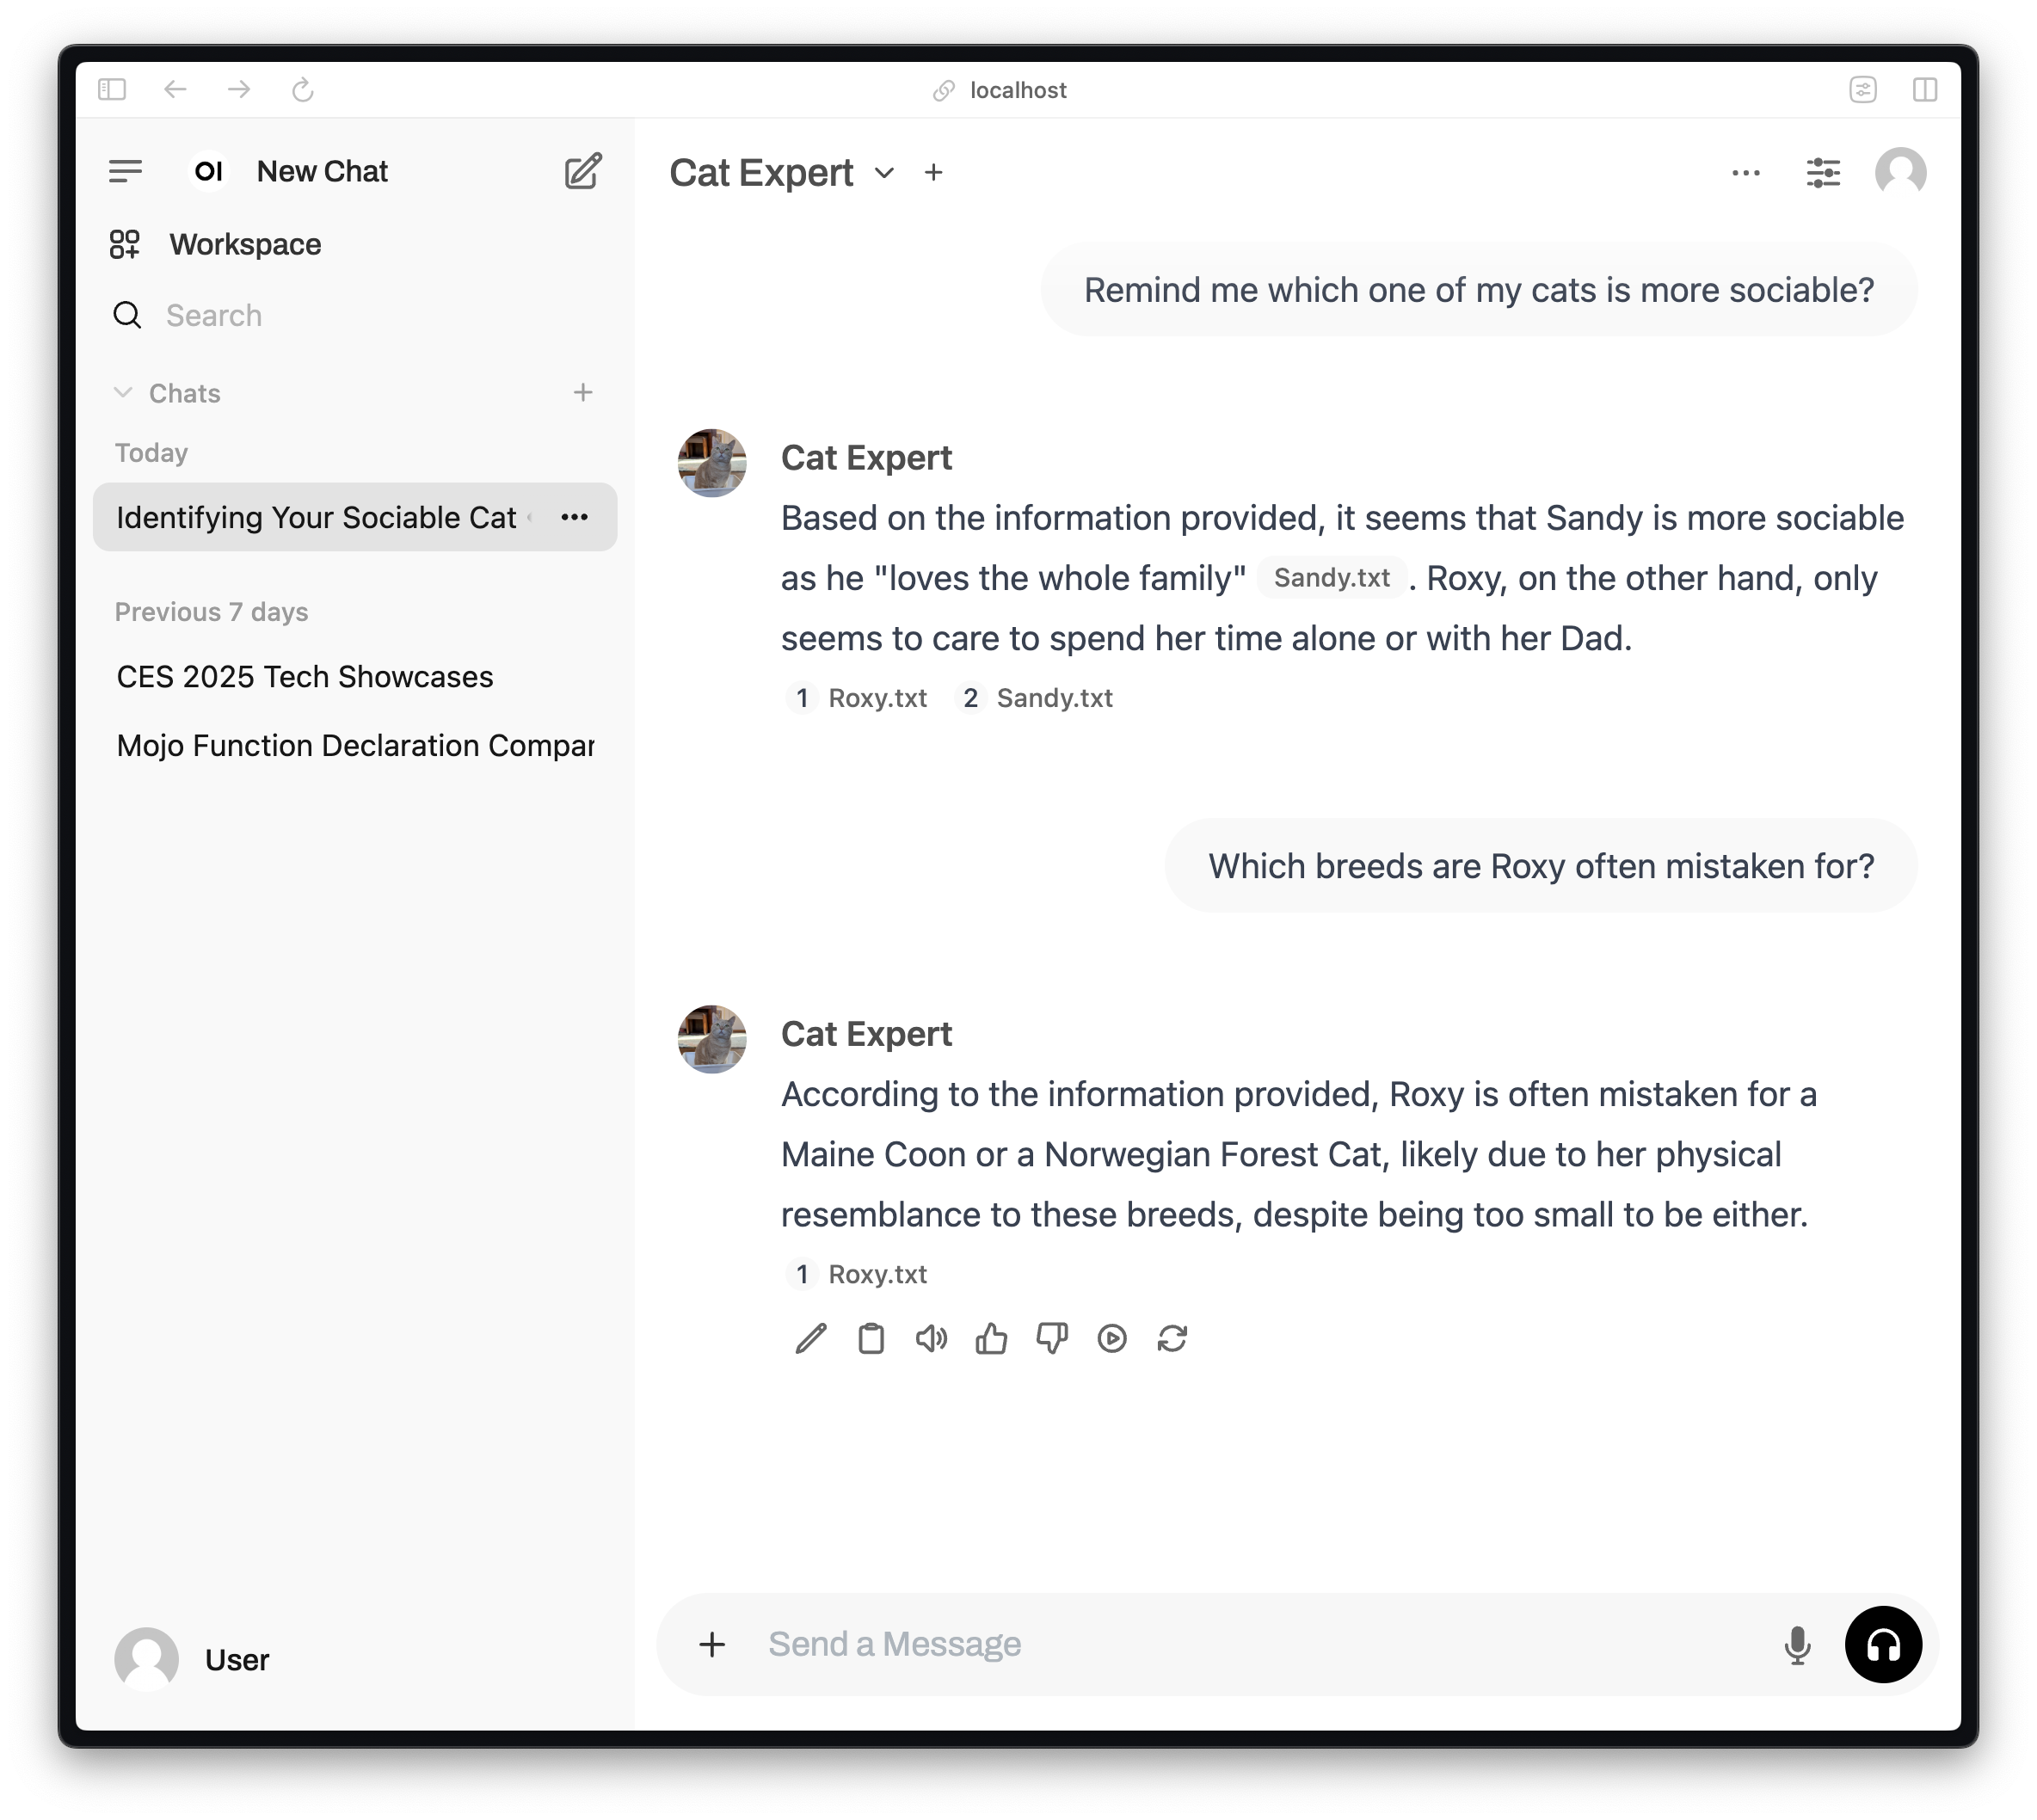 localhost
OI New Chat
Workspace
Search
Chats
Today
Identifying Your Sociable Cat
Previous 7 days
CES 2025 Tech Showcases
Mojo Function Declaration Compar
User
Cat Expert
Remind me which one of my cats is more sociable?
Cat Expert
Based on the information provided, it seems that Sandy is more sociable
as he "loves the whole family" Sandy.txt . Roxy, on the other hand, only
seems to care to spend her time alone or with her Dad.
1 Roxy.txt 2 Sandy.txt
Which breeds are Roxy often mistaken for?
Cat Expert
According to the information provided, Roxy is often mistaken for a
Maine Coon or a Norwegian Forest Cat, likely due to her physical
resemblance to these breeds, despite being too small to be either.
1 Roxy.txt
Send a Message